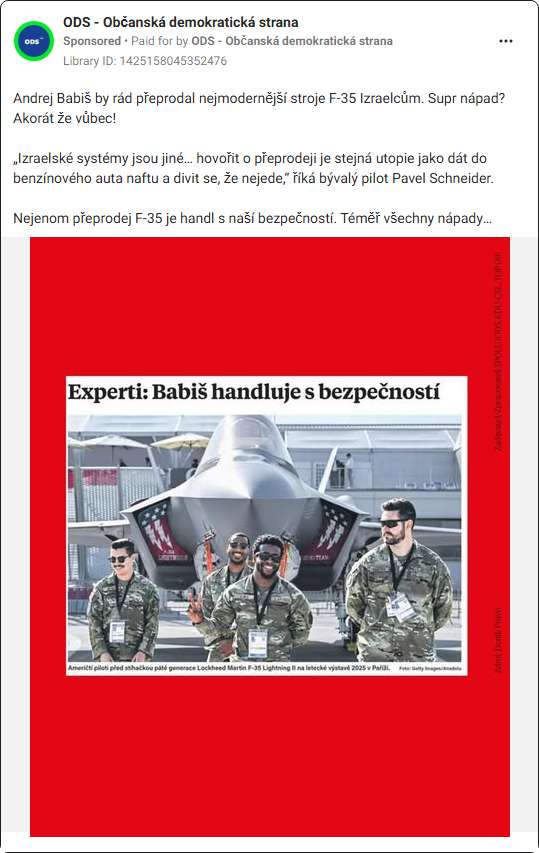 ODS - Občanská demokratická strana
Sponsored • Paid for by ODS - Občanská demokratická strana
Library ID: 1425158045352476
ODS
Andrej Babiš by rád přeprodal nejmodernější stroje F-35 Izraelcům. Supr nápad?
Akorát že vůbec!
„Izraelské systémy jsou jiné… hovořit o přeprodeji je stejná utopie jako dát do
benzínového auta naftu a divit se, že nejede,“ říká bývalý pilot Pavel Schneider.
Nejenom přeprodej F-35 je handl s naší bezpečností. Téměř všechny nápady…
Experti: Babiš handluje s bezpečností
Američtí piloti před stíhačkou páté generace Lockheed Martin F-35 Lightning II na letecké výstavě 2025 v Paříži.
Foto: Getty Images/Anadolu
Zadavatel/Zpracovatel: SPOLU (ODS, KDU-ČSL, TOP 09)
Zdroj: Deník Právo